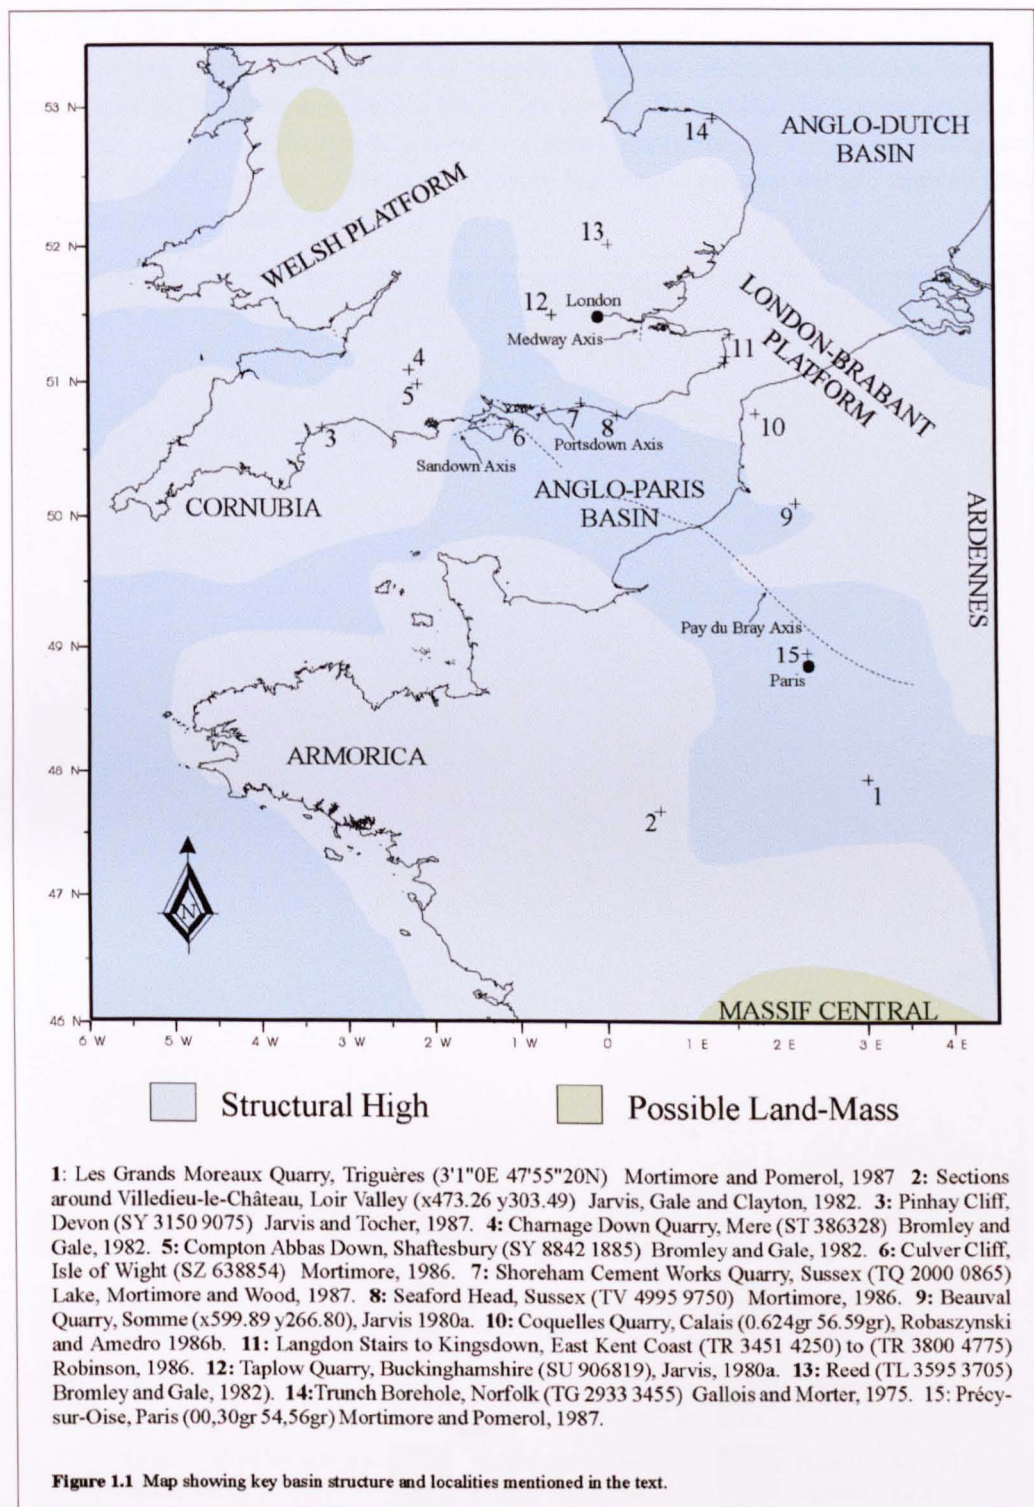 53 N
14
ANGLO-DUTCH
BASIN
WELSH PLATFORM
52 N
13
12
London
Medway Axis
LONDON-BRABANT
PLATFORM
11
4
51 N
5
3
6
7
8
10
Portsdown Axis
Sandown Axis
CORNUBIA
ANGLO-PARIS
BASIN
50 N
9
ARDENNES
49 N
Pay du Bray Axis
15
Paris
ARMORICA
48 N
1
2
47 N
N
MASSIF CENTRAL
46 N
6 W 5 W 4 W 3 W 2 W 1 W 0 1 E 2 E 3 E 4 E
Structural High
Possible Land-Mass
1: Les Grands Moreaux Quarry, Triguères (3'1"0E 47'55"20N) Mortimore and Pomerol, 1987 2: Sections
around Villedieu-le-Château, Loir Valley (x473.26 y303.49) Jarvis, Gale and Clayton, 1982. 3: Pinhay Cliff,
Devon (SY 3150 9075) Jarvis and Tocher, 1987. 4: Charnage Down Quarry, Mere (ST 386328) Bromley and
Gale, 1982. 5: Compton Abbas Down, Shaftesbury (SY 8842 1885) Bromley and Gale, 1982. 6: Culver Cliff,
Isle of Wight (SZ 638854) Mortimore, 1986. 7: Shoreham Cement Works Quarry, Sussex (TQ 2000 0865)
Lake, Mortimore and Wood, 1987. 8: Seaford Head, Sussex (TV 4995 9750) Mortimore, 1986. 9: Beauval
Quarry, Somme (x599.89 y266.80), Jarvis 1980a. 10: Coquelles Quarry, Calais (0.624gr 56.59gr), Robaszynski
and Amedro 1986b. 11: Langdon Stairs to Kingsdown, East Kent Coast (TR 3451 4250) to (TR 3800 4775)
Robinson, 1986. 12: Taplow Quarry, Buckinghamshire (SU 906819), Jarvis, 1980a. 13: Reed (TL 3595 3705)
Bromley and Gale, 1982). 14:Trunch Borehole, Norfolk (TG 2933 3455) Gallois and Morter, 1975. 15: Précy-
sur-Oise, Paris (00,30gr 54,56gr) Mortimore and Pomerol, 1987.
Figure 1.1 Map showing key basin structure and localities mentioned in the text.